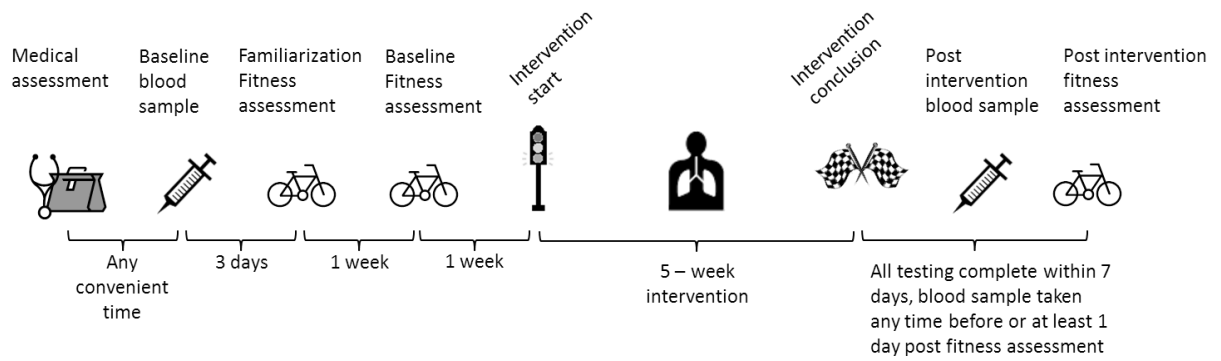 Medical
assessment
Baseline
blood
sample
Familiarization
Fitness
assessment
Baseline
Fitness
assessment
Intervention
start
Intervention
conclusion
Post
intervention
blood sample
Post intervention
fitness
assessment
Any
convenient
time
3 days
1 week
1 week
5 – week
intervention
All testing complete within 7
days, blood sample taken
any time before or at least 1
day post fitness assessment